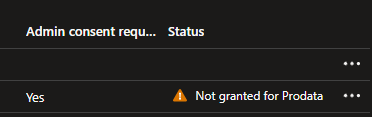 Admin consent requ... Status
...
Yes Not granted for Prodata ...